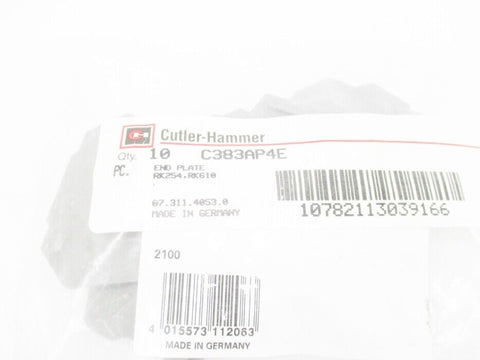 Cutler-Hammer
Qty. 10 C383AP4E
PC. END PLATE
RK254.RK610
07.311.4053.0
MADE IN GERMANY
10782113039166
2100
4 015573 112063
MADE IN GERMANY